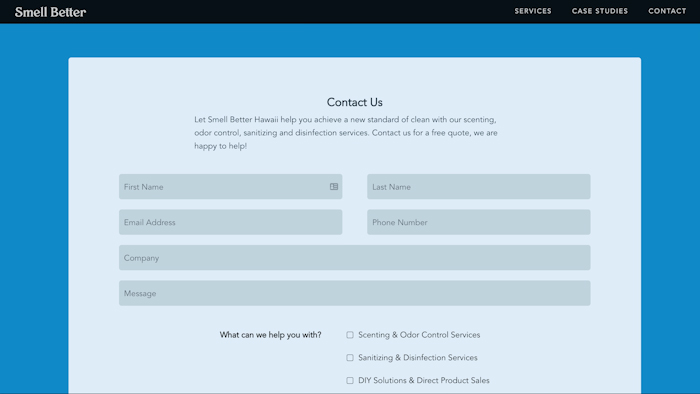 Smell Better
SERVICES
CASE STUDIES
CONTACT
Contact Us
Let Smell Better Hawaii help you achieve a new standard of clean with our scenting,
odor control, sanitizing and disinfection services. Contact us for a free quote, we are
happy to help!
First Name
Last Name
Email Address
Phone Number
Company
Message
What can we help you with?
Scenting & Odor Control Services
Sanitizing & Disinfection Services
DIY Solutions & Direct Product Sales